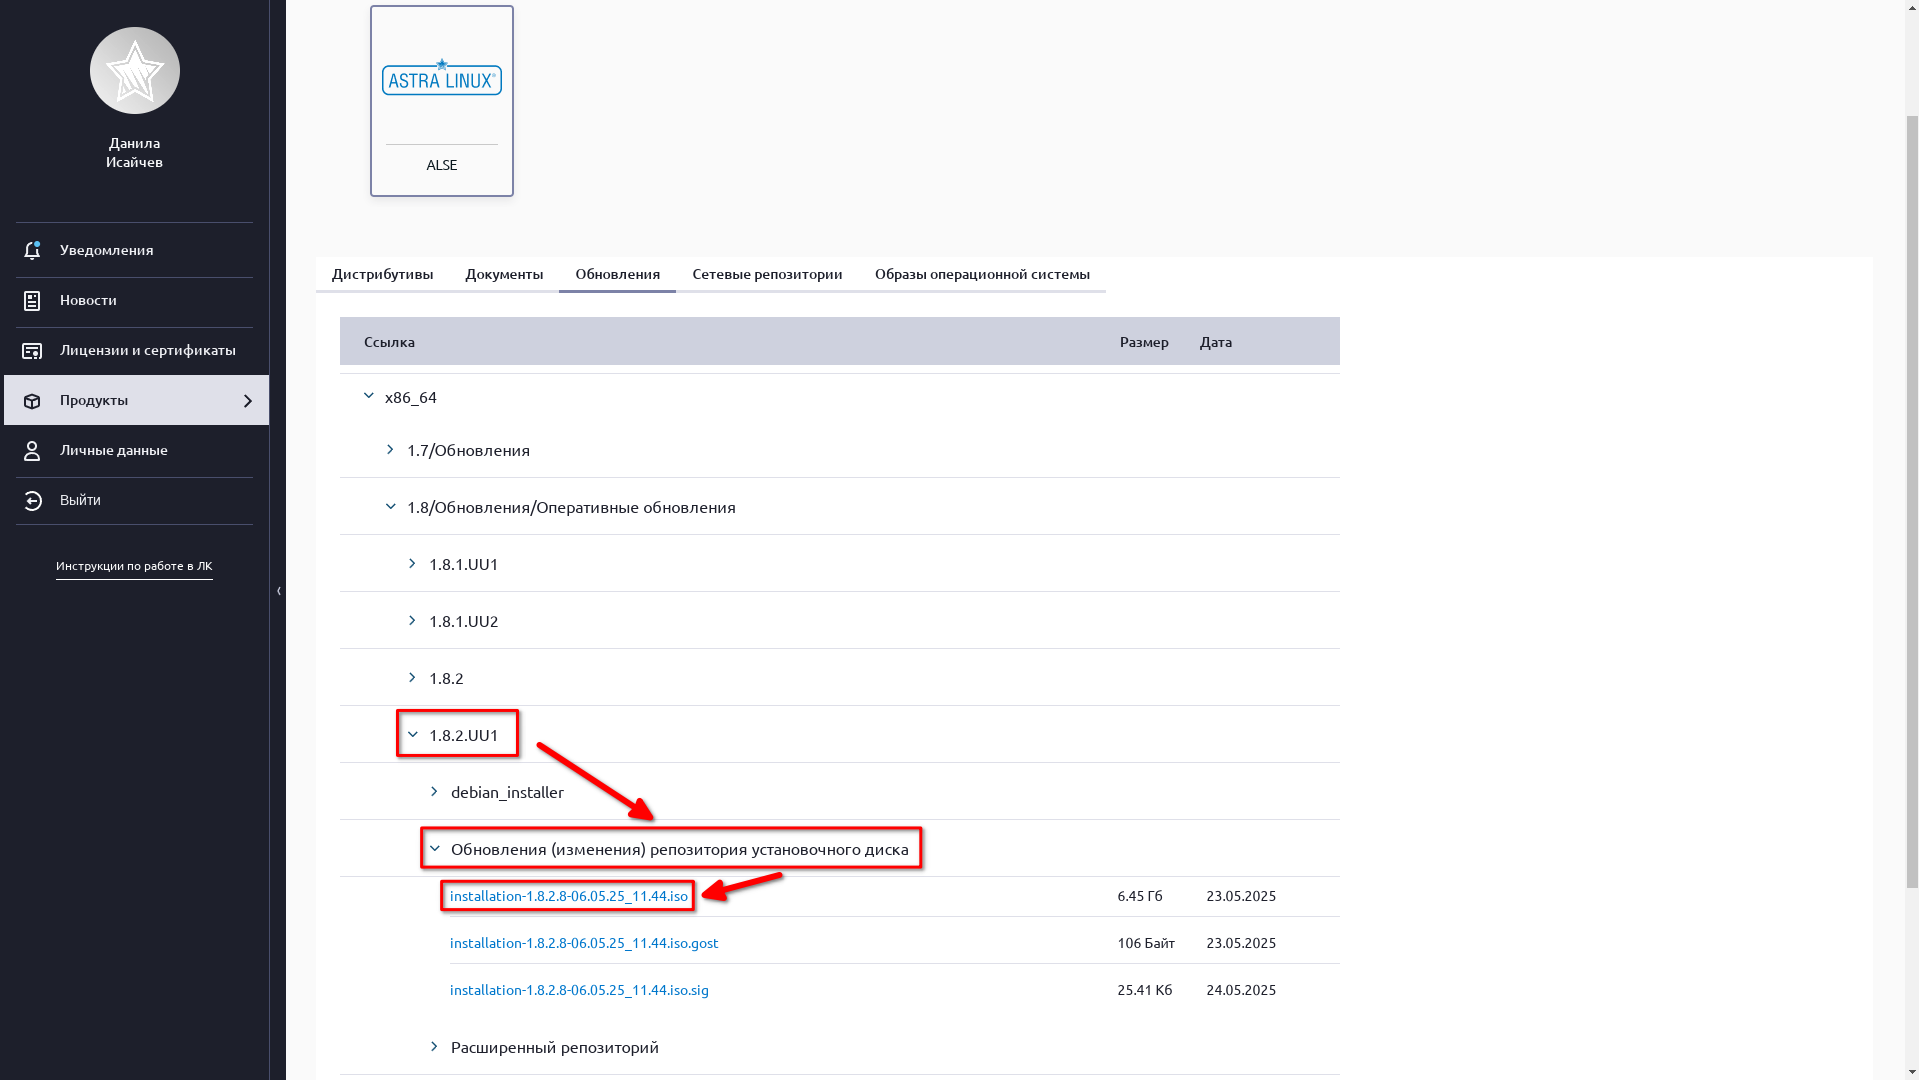 Данила
Исайчев
Уведомления
Новости
Лицензии и сертификаты
Продукты
Личные данные
Выйти
Инструкции по работе в ЛК
ASTRA LINUX®
ALSE
Дистрибутивы Документы Обновления Сетевые репозитории Образы операционной системы
Ссылка Размер Дата
x86_64
1.7/Обновления
1.8/Обновления/Оперативные обновления
1.8.1.UU1
1.8.1.UU2
1.8.2
1.8.2.UU1
debian_installer
Обновления (изменения) репозитория установочного диска
installation-1.8.2.8-06.05.25_11.44.iso 6.45 Гб 23.05.2025
installation-1.8.2.8-06.05.25_11.44.iso.gost 106 Байт 23.05.2025
installation-1.8.2.8-06.05.25_11.44.iso.sig 25.41 Кб 24.05.2025
Расширенный репозиторий